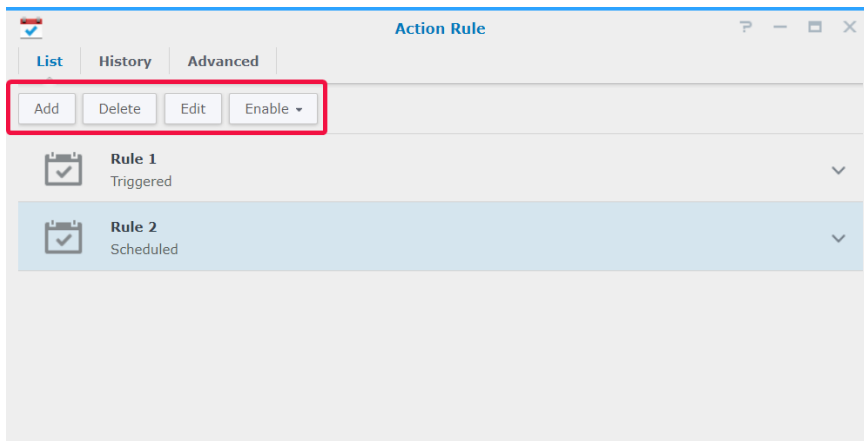 Action Rule
List History Advanced
Add Delete Edit Enable
Rule 1
Triggered
Rule 2
Scheduled